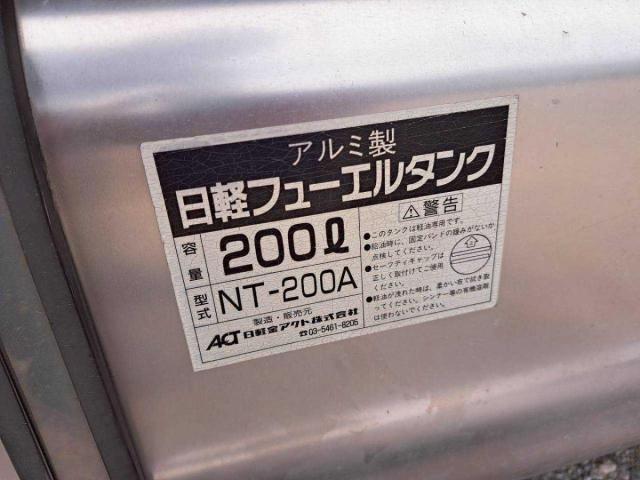 アルミ製
日軽フューエルタンク
容量 200ℓ
型式 NT-200A
製造・販売元
ACT 日軽金アクト株式会社
☎03-5461-8205
⚠警告
●このタンクは軽油専用です。
●給油時に、固定バンドの緩みがないか
点検してください。
●セーフティキャップは
正しく取付けてご使用
ください。
●軽油が洩れた時は、柔かい布で拭き取
ってください。シンナー等の有機溶剤
は使わないでください。